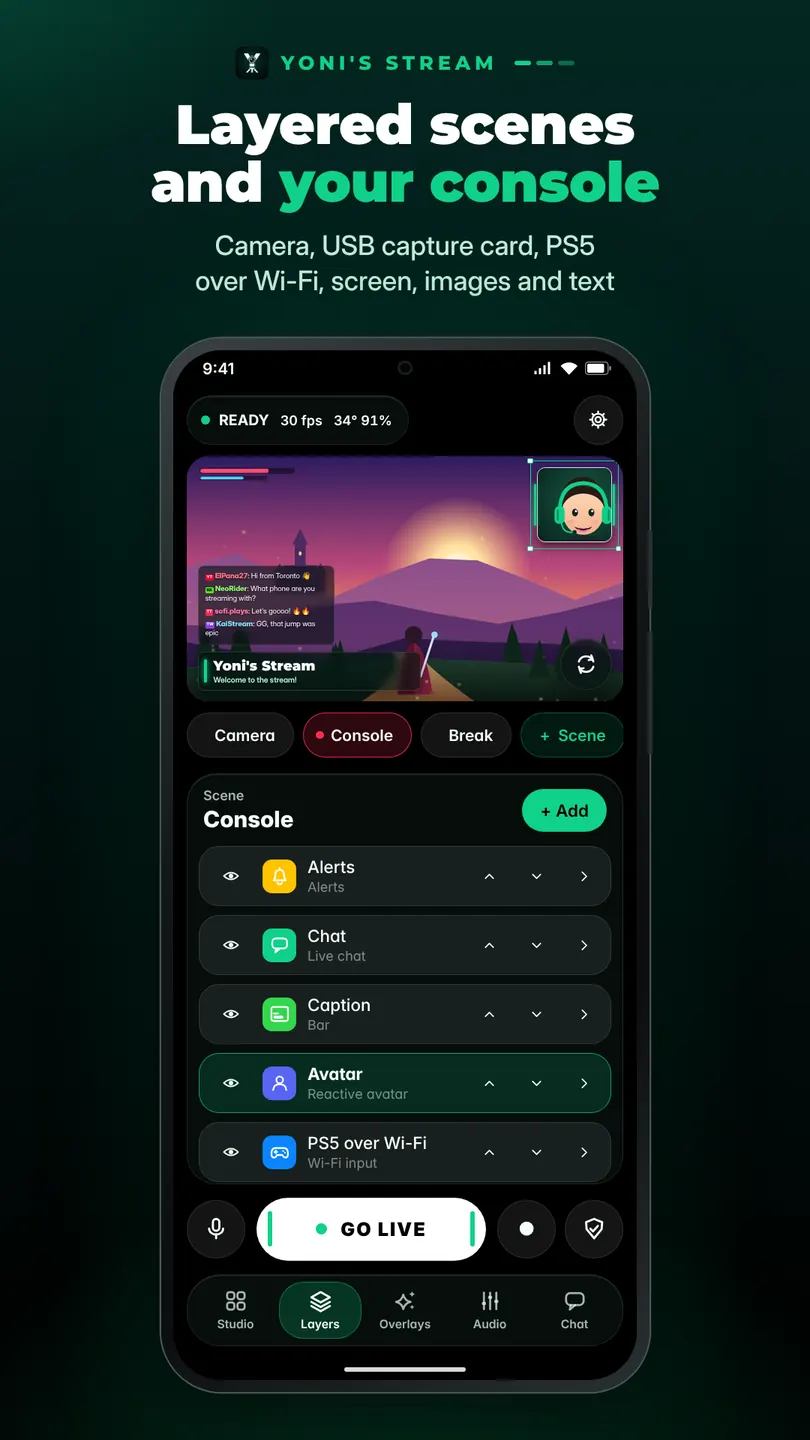 YONI'S STREAM
Layered scenes
and your console
Camera, USB capture card, PS5
over Wi-Fi, screen, images and text
9:41
READY 30 fps 34° 91%
ElPana27: Hi from Toronto 👋
NeoRider: What phone are you
streaming with?
sofi.plays: Let's goooo! 🔥🔥
KaiStream: GG, that jump was
epic
Yoni's Stream
Welcome to the stream!
Camera
Console
Break
+ Scene
Scene
Console
+ Add
Alerts
Alerts
Chat
Live chat
Caption
Bar
Avatar
Reactive avatar
PS5 over Wi-Fi
Wi-Fi input
GO LIVE
Studio
Layers
Overlays
Audio
Chat